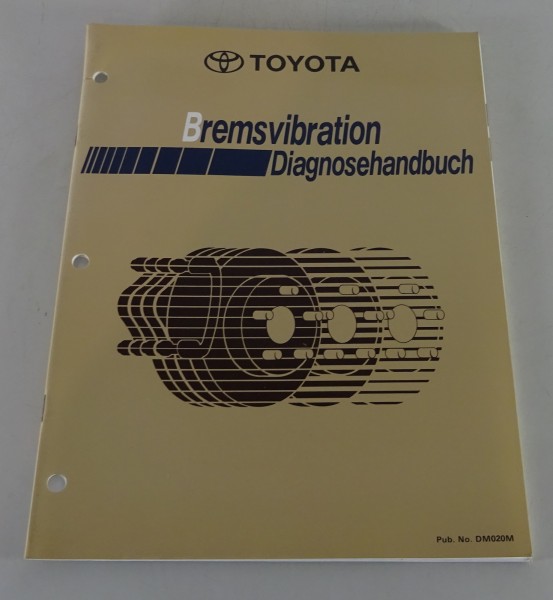 TOYOTA
Bremsvibration
Diagnosehandbuch
Pub. No. DM020M